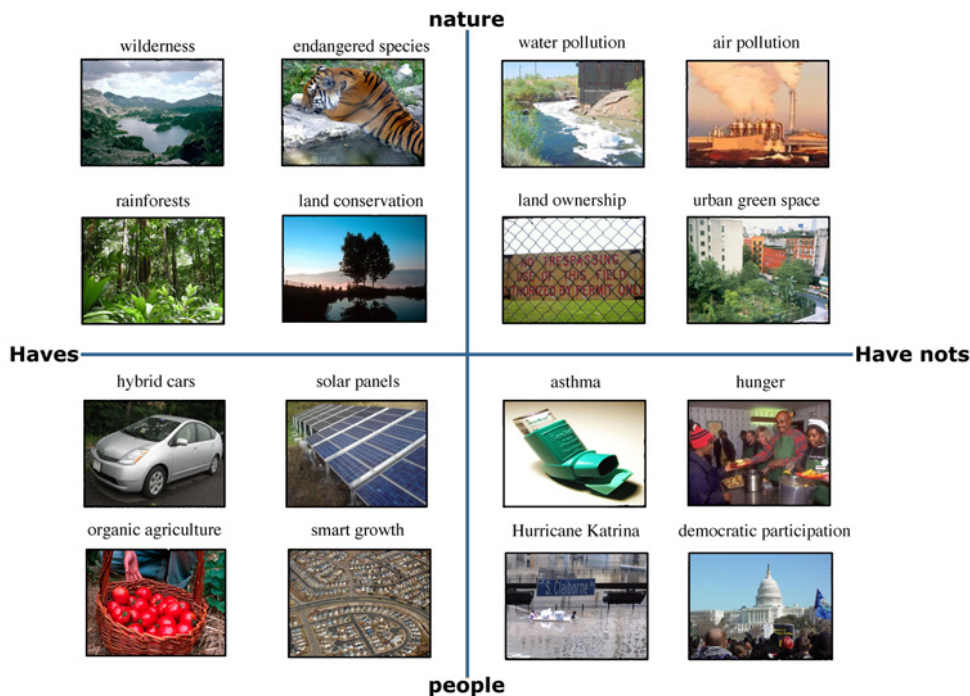 nature
wilderness
endangered species
water pollution
air pollution
rainforests
land conservation
land ownership
urban green space
NO TRESPASSING
USE OF THIS FIELD
AUTHORIZED BY PERMIT ONLY
Haves
Have nots
hybrid cars
solar panels
asthma
hunger
organic agriculture
smart growth
Hurricane Katrina
democratic participation
S. Claiborne
people